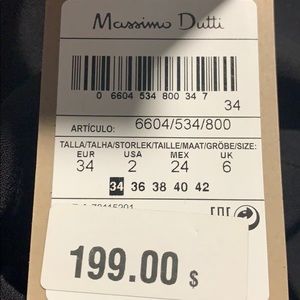 Massimo Dutti
0 6604 534 800 34 7
34
ARTÍCULO: 6604/534/800
TALLA/TALHA/STORLEK/TAILLE/MAAT/GRÖBE/SIZE:
EUR USA MEX UK
34 2 24 6
34 36 38 40 42
199.00 $